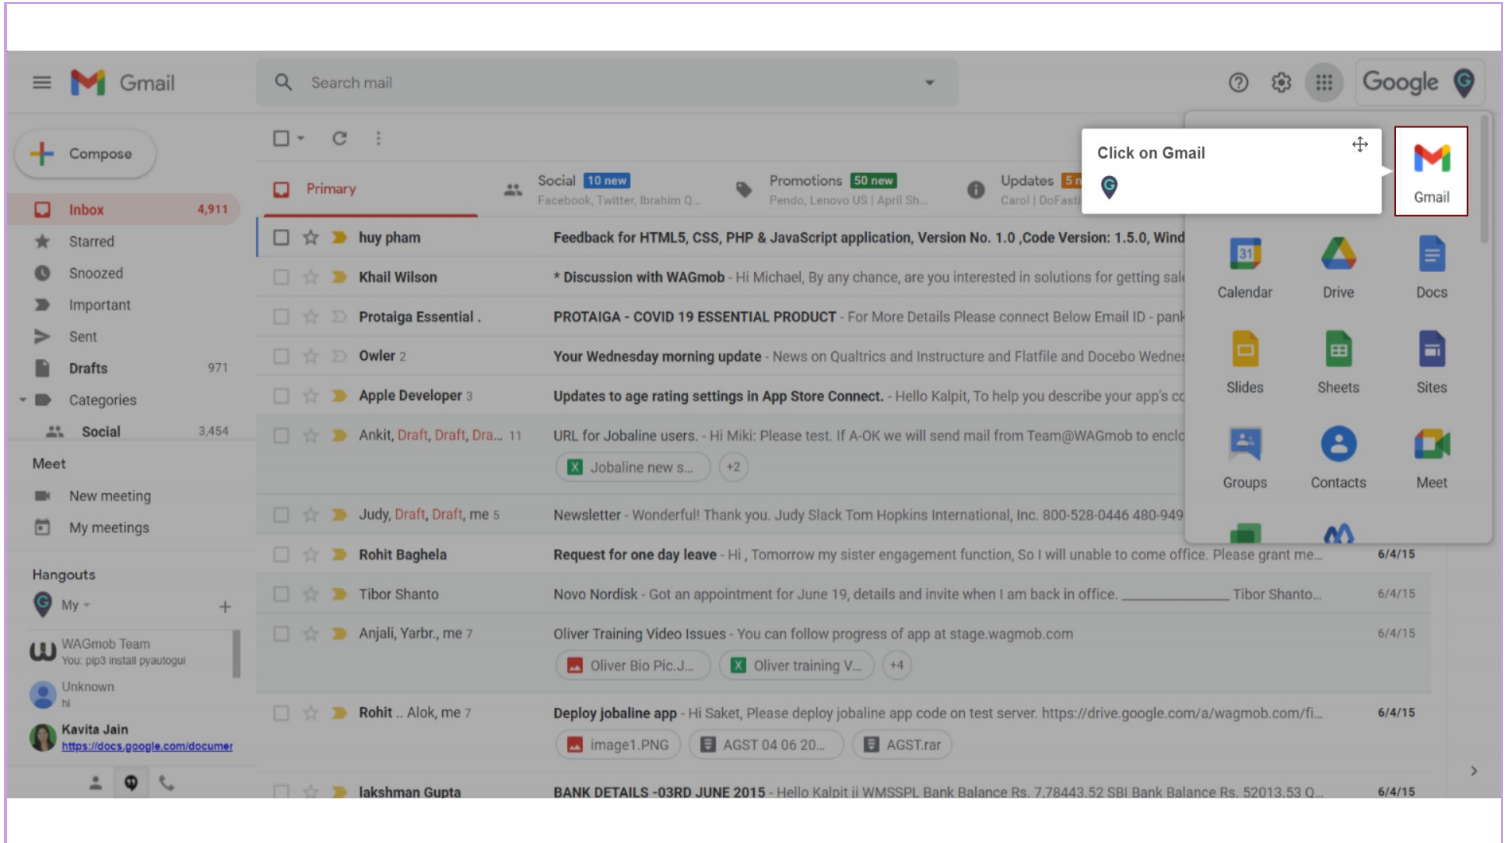 Gmail
Search mail
Google
Compose
Click on Gmail
Gmail
Primary
Social 10 new
Facebook, Twitter, Ibrahim Q...
Promotions 50 new
Pendo, Lenovo US | April Sh...
Updates 5
Carol | DoFast
Inbox 4,911
Starred
Snoozed
Important
Sent
Drafts 971
Categories
Social 3,454
Meet
New meeting
My meetings
Hangouts
My
WAGmob Team
You: pip3 install pyautogui
Unknown
hi
Kavita Jain
https://docs.google.com/documer
huy pham Feedback for HTML5, CSS, PHP & JavaScript application, Version No. 1.0 ,Code Version: 1.5.0, Wind
Khail Wilson * Discussion with WAGmob - Hi Michael, By any chance, are you interested in solutions for getting sale
Protaiga Essential . PROTAIGA - COVID 19 ESSENTIAL PRODUCT - For More Details Please connect Below Email ID - pank
Owler 2 Your Wednesday morning update - News on Qualtrics and Instructure and Flatfile and Docebo Wednes
Apple Developer 3 Updates to age rating settings in App Store Connect. - Hello Kalpit, To help you describe your app's co
Ankit, Draft, Draft, Dra... 11 URL for Jobaline users. - Hi Miki: Please test. If A-OK we will send mail from Team@WAGmob to enclo
Jobaline new s... +2
Judy, Draft, Draft, me 5 Newsletter - Wonderful! Thank you. Judy Slack Tom Hopkins International, Inc. 800-528-0446 480-949
Rohit Baghela Request for one day leave - Hi , Tomorrow my sister engagement function, So I will unable to come office. Please grant me... 6/4/15
Tibor Shanto Novo Nordisk - Got an appointment for June 19, details and invite when I am back in office. ________________ Tibor Shanto... 6/4/15
Anjali, Yarbr., me 7 Oliver Training Video Issues - You can follow progress of app at stage.wagmob.com 6/4/15
Oliver Bio Pic.J... Oliver training V... +4
Rohit .. Alok, me 7 Deploy jobaline app - Hi Saket, Please deploy jobaline app code on test server. https://drive.google.com/a/wagmob.com/fi... 6/4/15
image1.PNG AGST 04 06 20... AGST.rar
lakshman Gupta BANK DETAILS -03RD JUNE 2015 - Hello Kalpit ji WMSSPL Bank Balance Rs. 7,78443.52 SBI Bank Balance Rs. 52013.53 Q... 6/4/15
31
Calendar Drive Docs
Slides Sheets Sites
Groups Contacts Meet